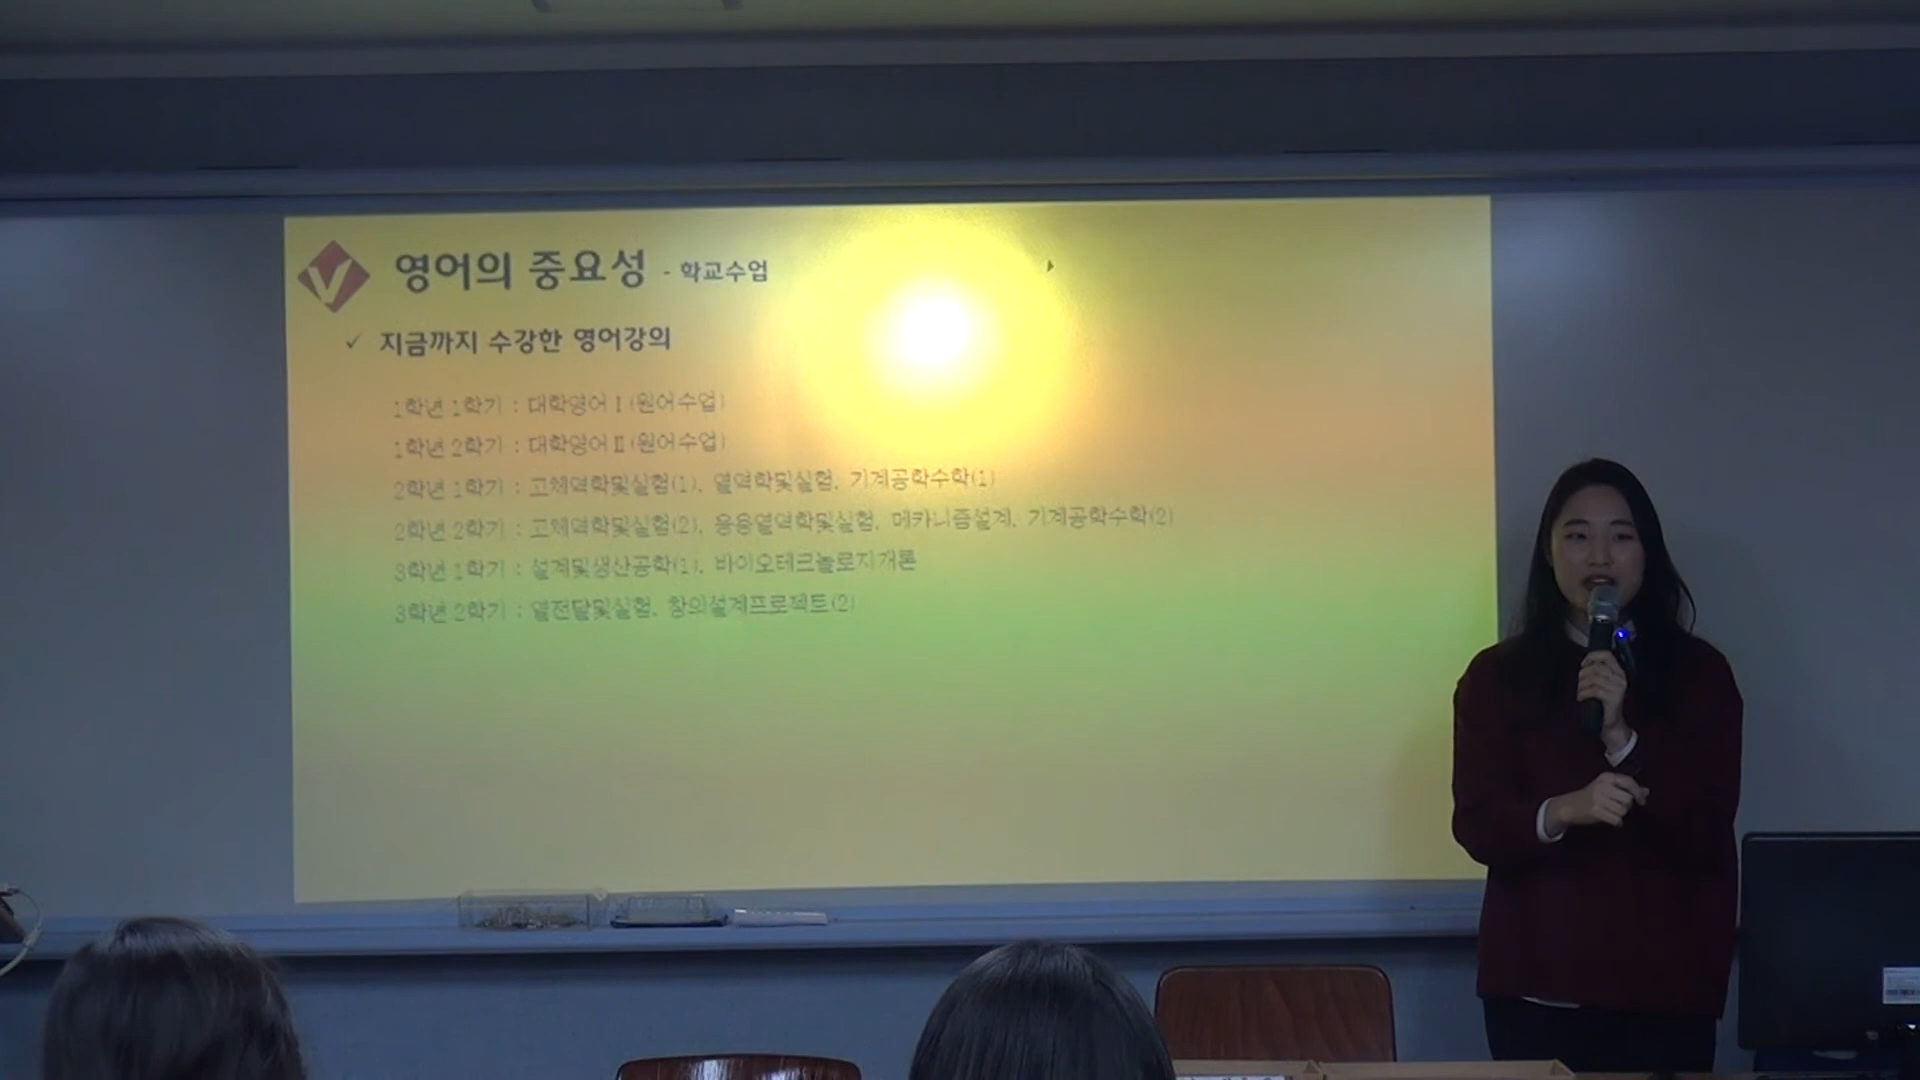 영어의 중요성 - 학교수업
✓ 지금까지 수강한 영어강의
1학년 1학기 : 대학영어Ⅰ(원어수업)
1학년 2학기 : 대학영어Ⅱ(원어수업)
2학년 1학기 : 고체역학및실험(1), 열역학및실험, 기계공학수학(1)
2학년 2학기 : 고체역학및실험(2), 응용열역학및실험, 메카니즘설계, 기계공학수학(2)
3학년 1학기 : 설계및생산공학(1), 바이오테크놀로지개론
3학년 2학기 : 열전달및실험, 창의설계프로젝트(2)